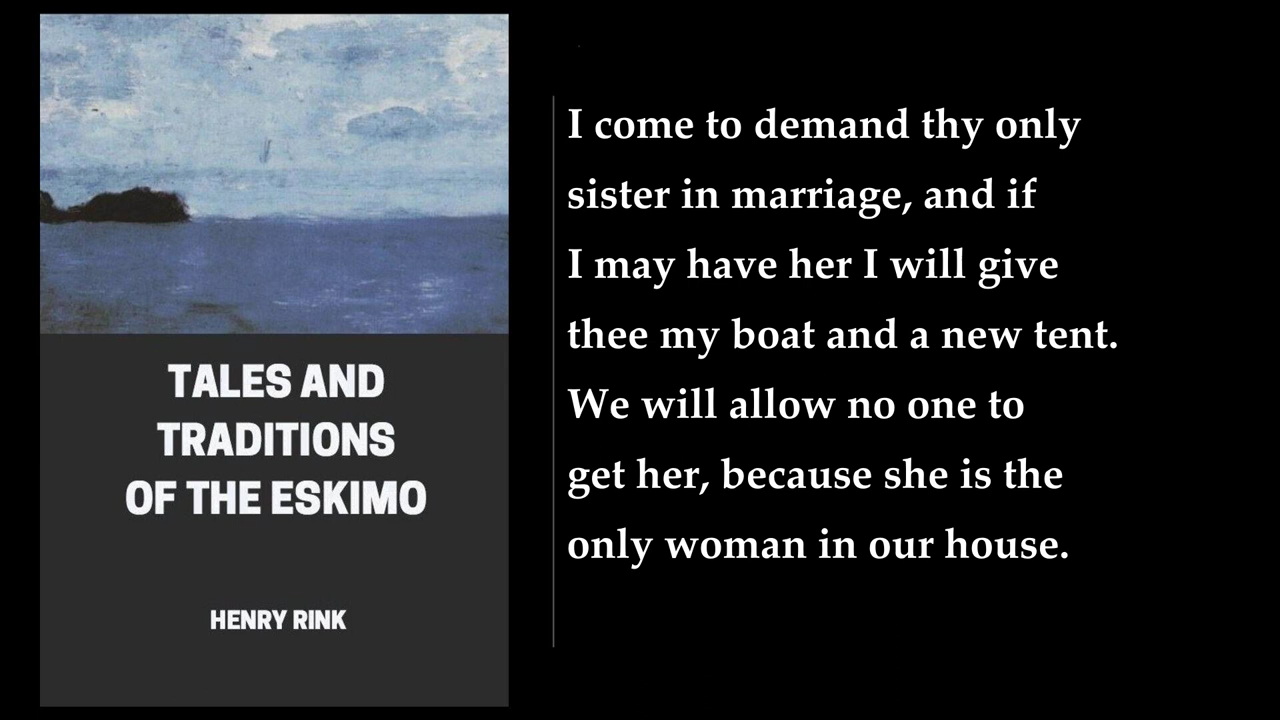 TALES AND
TRADITIONS
OF THE ESKIMO
HENRY RINK
I come to demand thy only
sister in marriage, and if
I may have her I will give
thee my boat and a new tent.
We will allow no one to
get her, because she is the
only woman in our house.